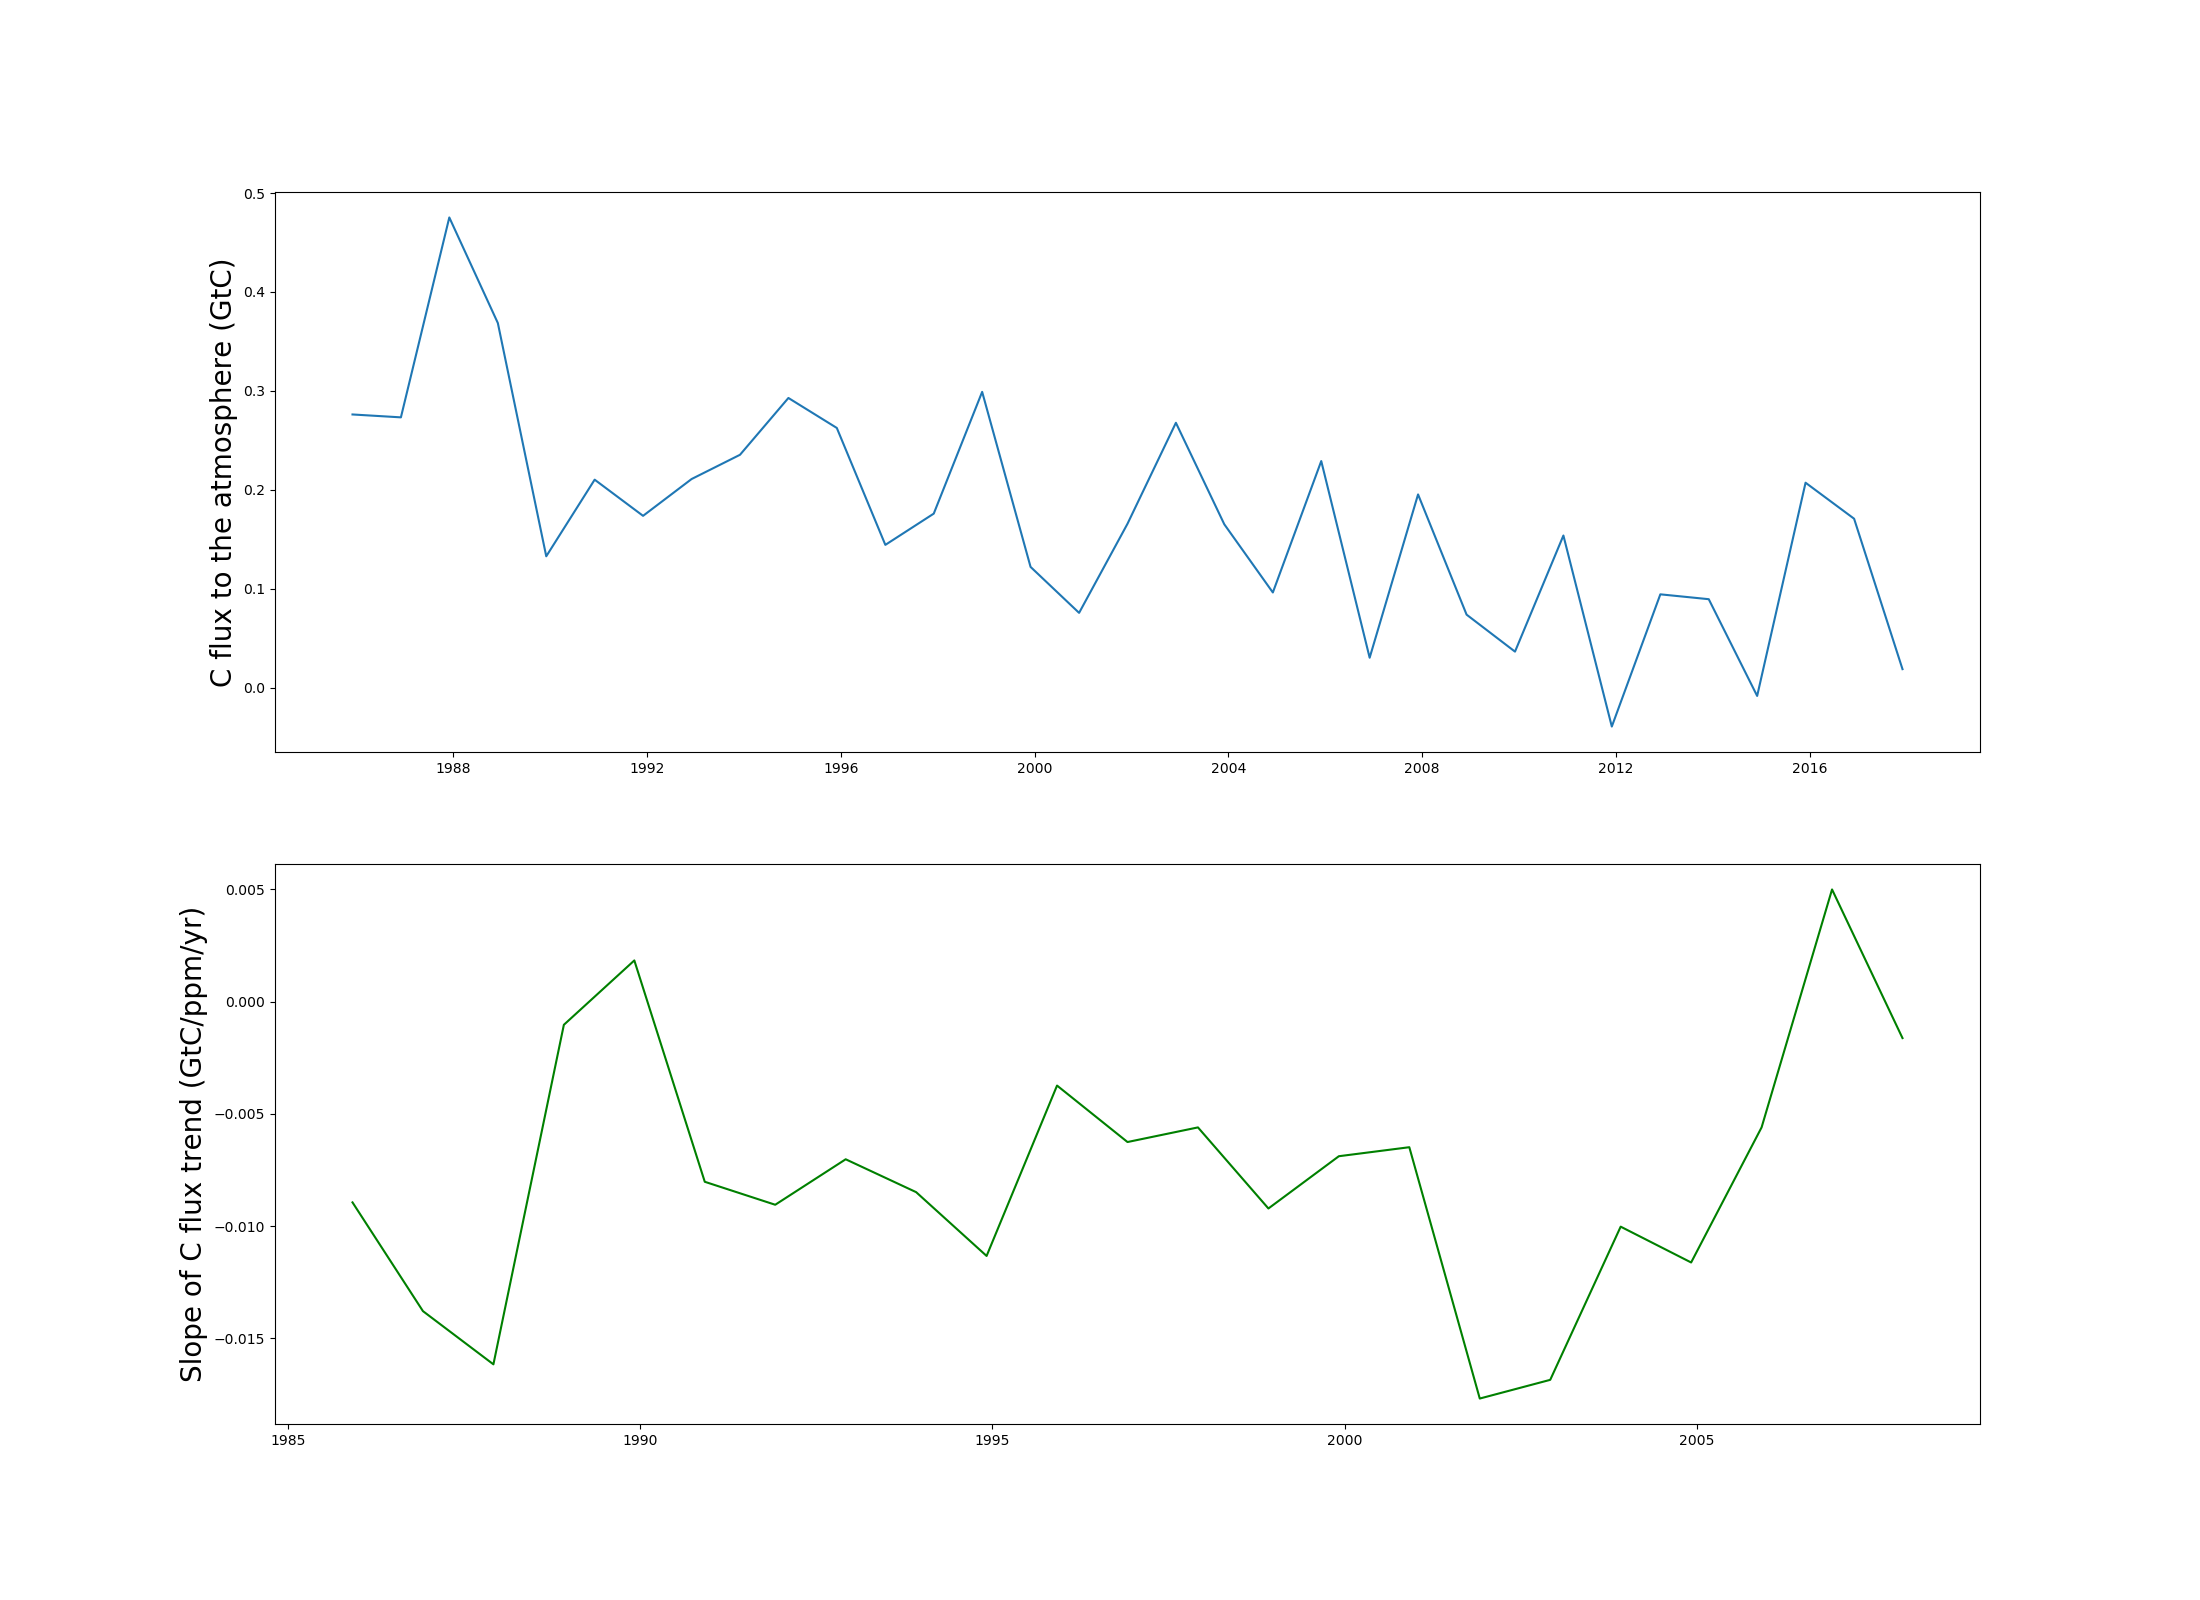 C flux to the atmosphere (GtC)
0.5
0.4
0.3
0.2
0.1
0.0
1988 1992 1996 2000 2004 2008 2012 2016
Slope of C flux trend (GtC/ppm/yr)
0.005
0.000
−0.005
−0.010
−0.015
1985 1990 1995 2000 2005